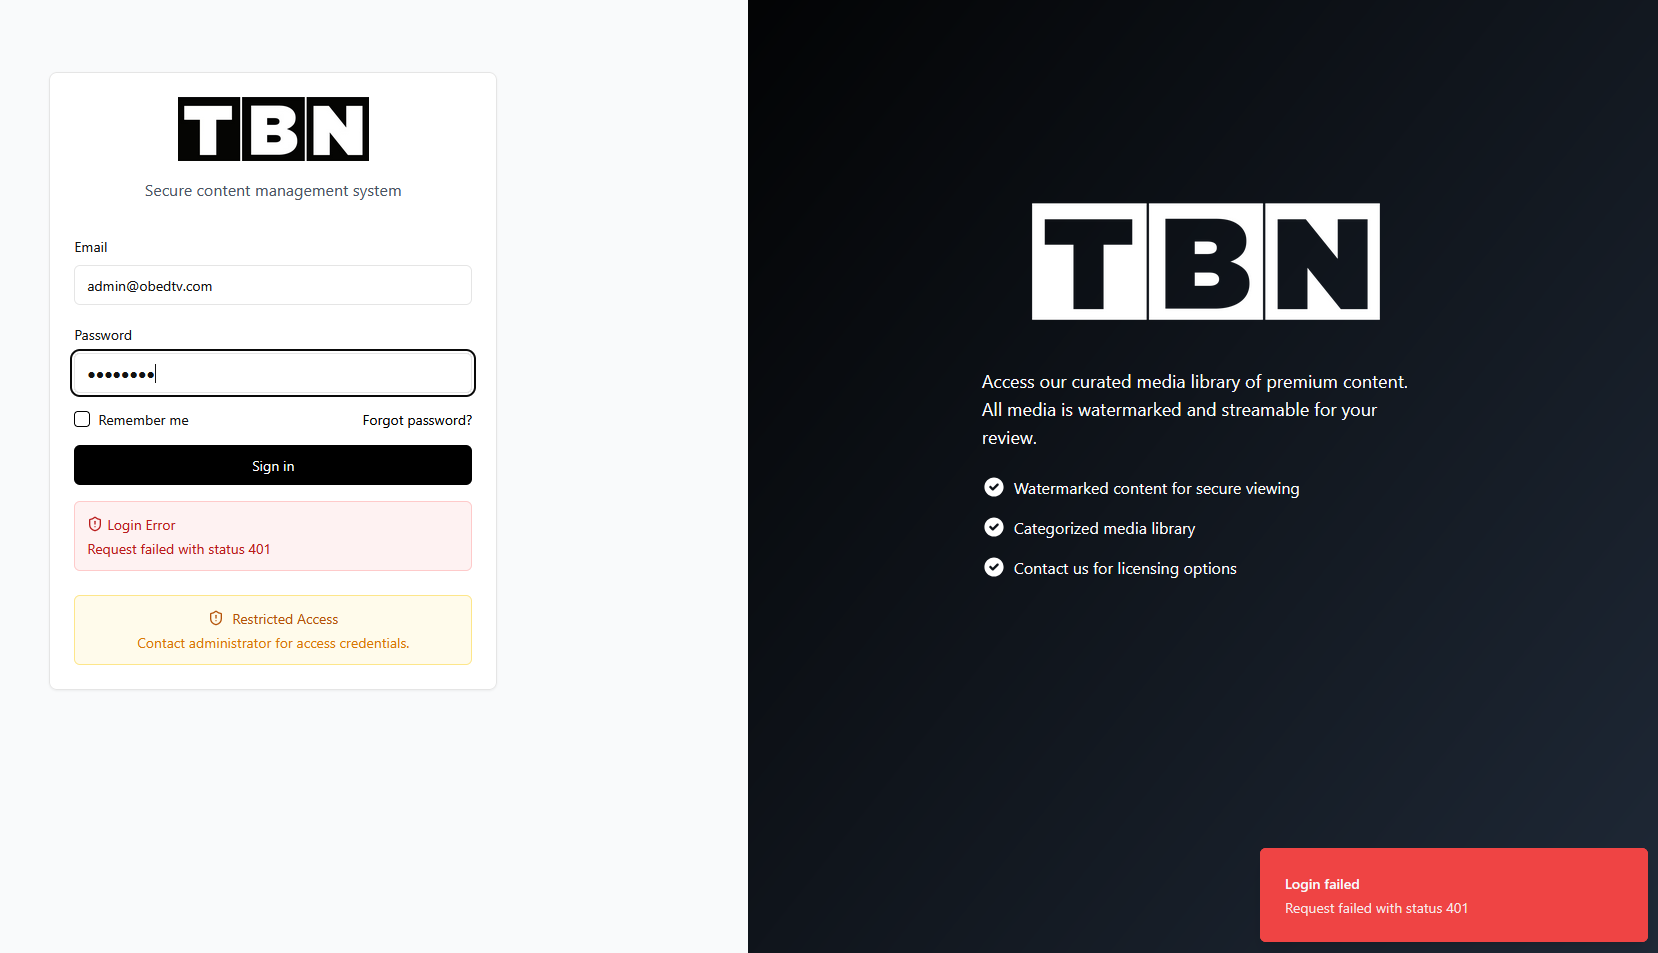 TBN
Secure content management system
Email
admin@obedtv.com
Password
Remember me
Forgot password?
Sign in
Login Error
Request failed with status 401
Restricted Access
Contact administrator for access credentials.
TBN
Access our curated media library of premium content.
All media is watermarked and streamable for your
review.
Watermarked content for secure viewing
Categorized media library
Contact us for licensing options
Login failed
Request failed with status 401